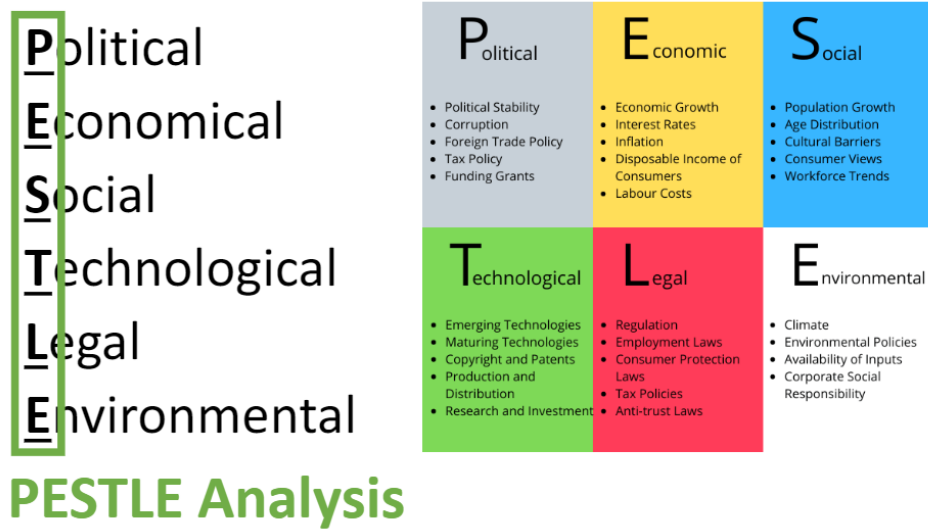 Political
Economical
Social
Technological
Legal
Environmental
PESTLE Analysis
Political
• Political Stability
• Corruption
• Foreign Trade Policy
• Tax Policy
• Funding Grants
Economic
• Economic Growth
• Interest Rates
• Inflation
• Disposable Income of
Consumers
• Labour Costs
Social
• Population Growth
• Age Distribution
• Cultural Barriers
• Consumer Views
• Workforce Trends
Technological
• Emerging Technologies
• Maturing Technologies
• Copyright and Patents
• Production and
Distribution
• Research and Investment
Legal
• Regulation
• Employment Laws
• Consumer Protection
Laws
• Tax Policies
• Anti-trust Laws
Environmental
• Climate
• Environmental Policies
• Availability of Inputs
• Corporate Social
Responsibility